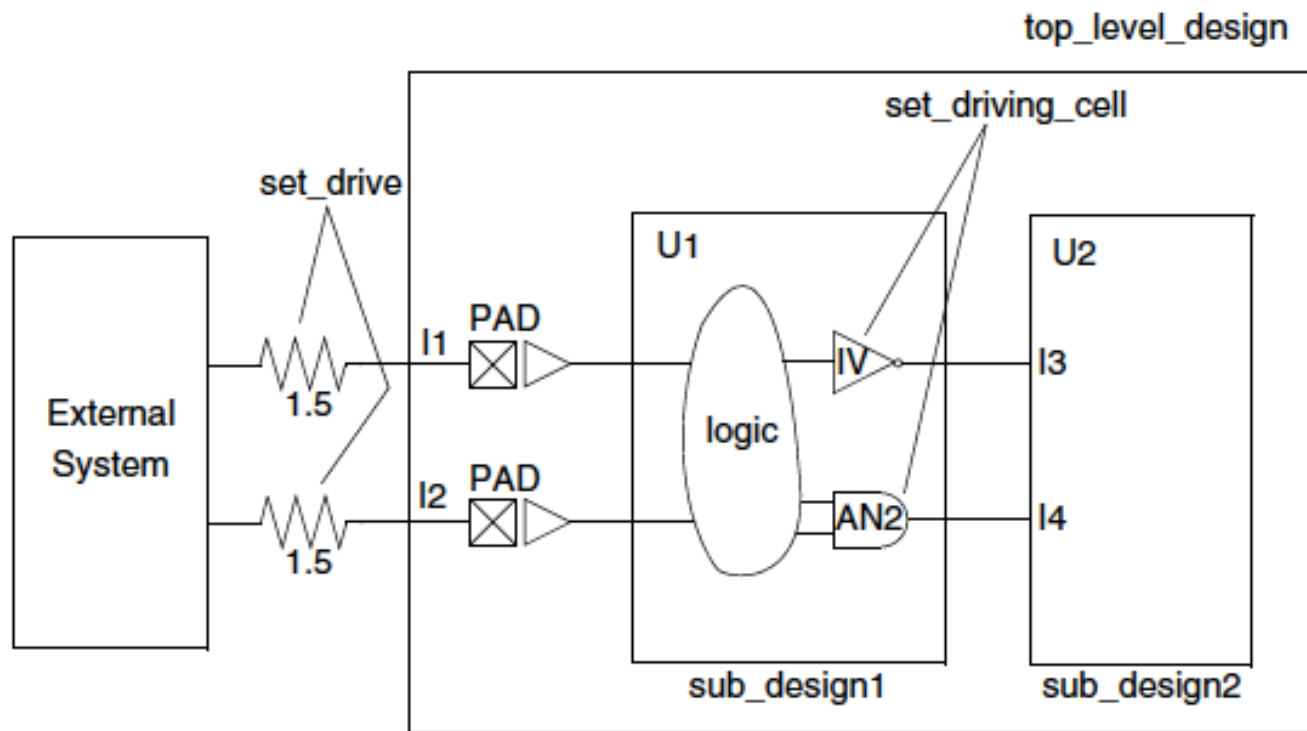 top_level_design
set_driving_cell
set_drive
U1
U2
I1
PAD
IV
I3
1.5
External
System
logic
I2
PAD
AN2
I4
1.5
sub_design1
sub_design2